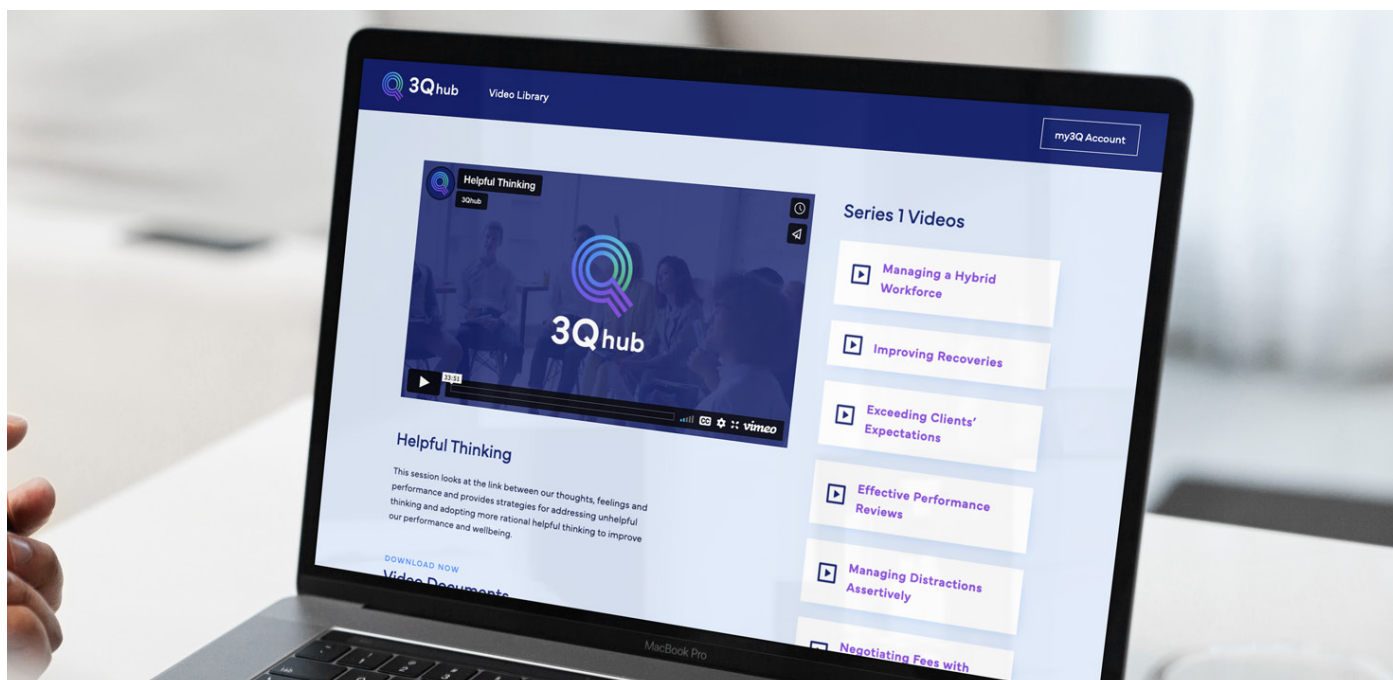 3Qhub
Video Library
my3Q Account
Helpful Thinking
3Qhub
3Qhub
33:51
CC
vimeo
Helpful Thinking
This session looks at the link between our thoughts, feelings and
performance and provides strategies for addressing unhelpful
thinking and adopting more rational helpful thinking to improve
our performance and wellbeing.
DOWNLOAD NOW
Video Documents
Series 1 Videos
Managing a Hybrid
Workforce
Improving Recoveries
Exceeding Clients’
Expectations
Effective Performance
Reviews
Managing Distractions
Assertively
Negotiating Fees with
MacBook Pro